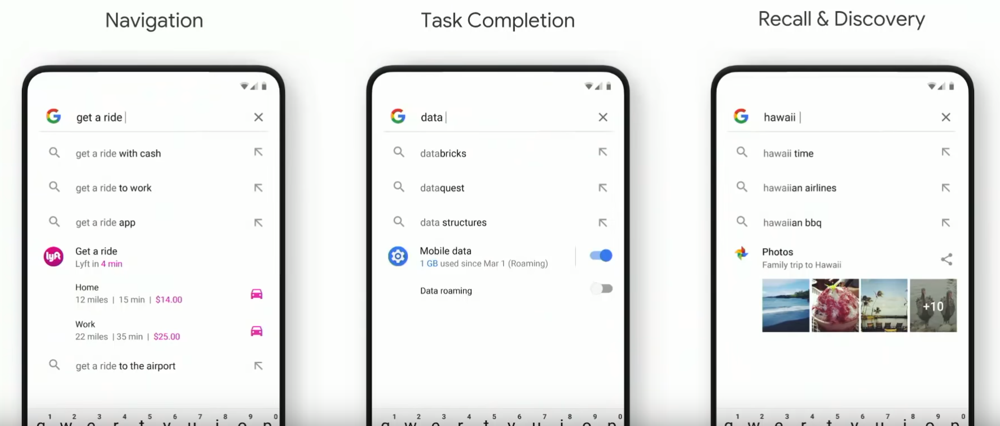 Navigation
get a ride
get a ride with cash
get a ride to work
get a ride app
lyft
Get a ride
Lyft in 4 min
Home
12 miles | 15 min | $14.00
Work
22 miles | 35 min | $25.00
get a ride to the airport
1 2 3 4 5 6 7 8 9 0
q w e r t y u i o p
Task Completion
data
databricks
dataquest
data structures
Mobile data
1 GB used since Mar 1 (Roaming)
Data roaming
1 2 3 4 5 6 7 8 9 0
q w e r t y u i o p
Recall & Discovery
hawaii
hawaii time
hawaiian airlines
hawaiian bbq
Photos
Family trip to Hawaii
+10
1 2 3 4 5 6 7 8 9 0
q w e r t y u i o p